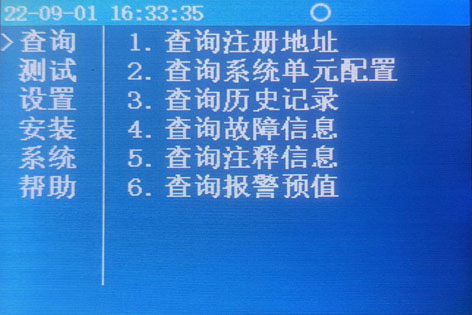 22-09-01 16:33:35
>查询
测试
设置
安装
系统
帮助
1. 查询注册地址
2. 查询系统单元配置
3. 查询历史记录
4. 查询故障信息
5. 查询注释信息
6. 查询报警预值